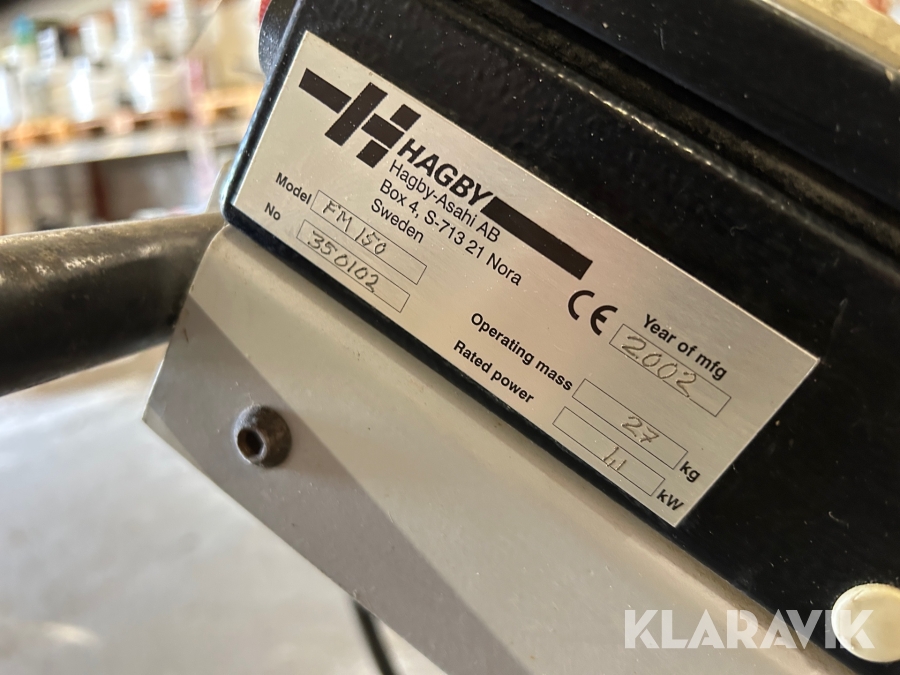 HAGBY
Hagby-Asahi AB
Box 4, S-713 21 Nora
Sweden
Model FM 150
No 350102
CE
Year of mfg 2002
Operating mass 27 kg
Rated power 1,1 kW
KLARAVIK